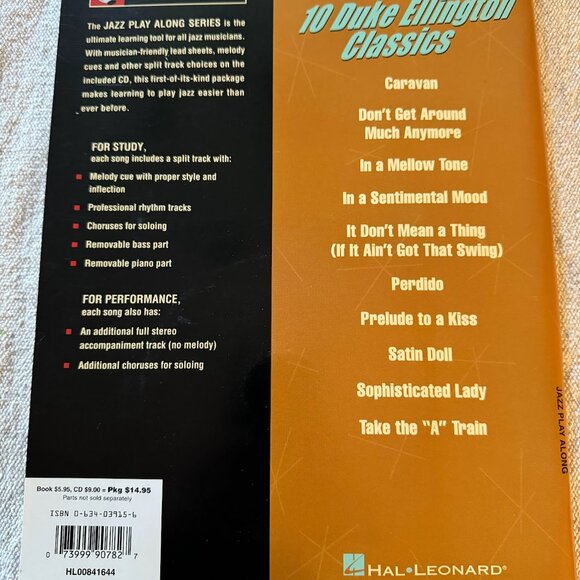 The JAZZ PLAY ALONG SERIES is the
ultimate learning tool for all jazz musicians.
With musician-friendly lead sheets, melody
cues and other split track choices on the
included CD, this first-of-its-kind package
makes learning to play jazz easier than
ever before.
FOR STUDY,
each song includes a split track with:
Melody cue with proper style and
inflection
Professional rhythm tracks
Choruses for soloing
Removable bass part
Removable piano part
FOR PERFORMANCE,
each song also has:
An additional full stereo
accompaniment track (no melody)
Additional choruses for soloing
Book $5.95, CD $9.00 = Pkg $14.95
Parts not sold separately
ISBN 0-634-03915-6
0 73999 90782 7
HL00841644
10 Duke Ellington
Classics
Caravan
Don't Get Around
Much Anymore
In a Mellow Tone
In a Sentimental Mood
It Don't Mean a Thing
(If It Ain't Got That Swing)
Perdido
Prelude to a Kiss
Satin Doll
Sophisticated Lady
Take the "A" Train
HAL•LEONARD®
JAZZ PLAY ALONG